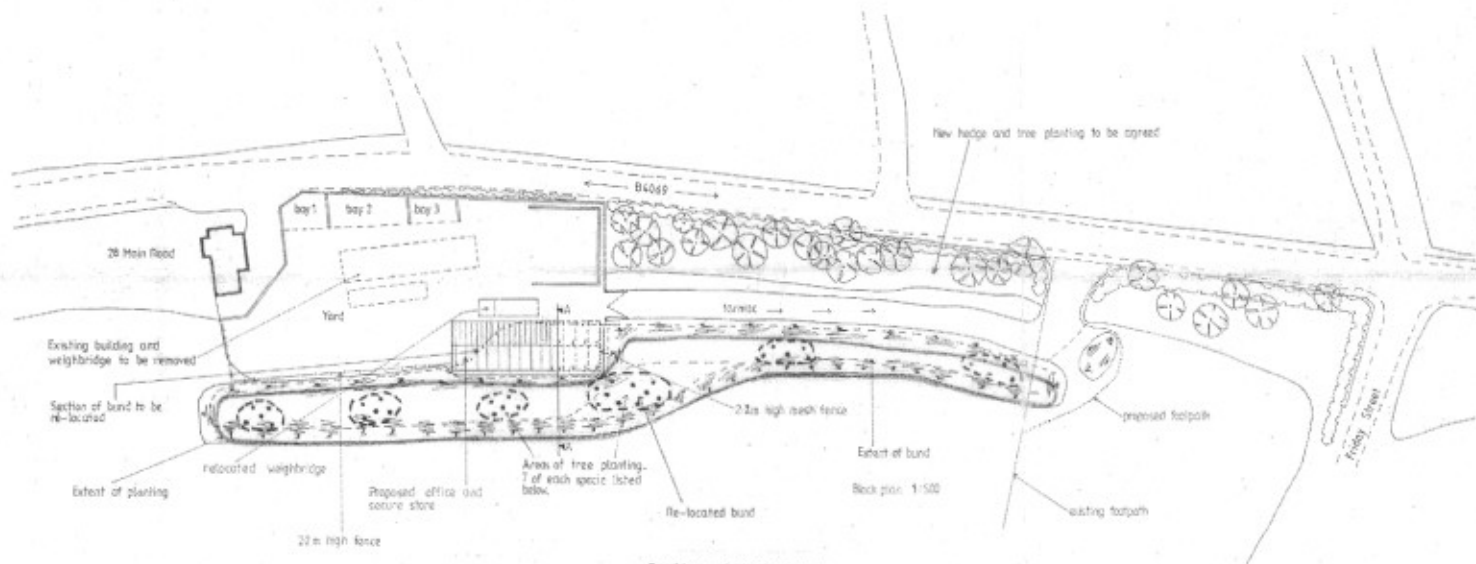 New hedge and tree planting to be agreed
B4069
bay 1
bay 2
bay 3
28 Main Road
Yard
tarmac
Existing building and
weighbridge to be removed
Section of bund to be
re-located
2.2m high mesh fence
proposed footpath
Friday Street
Extent of planting
relocated weighbridge
Areas of tree planting_
7 of each specie listed
below.
Extent of bund
Proposed office and
secure store
Re-located bund
Block plan 1:500
existing footpath
2.2 m high fence
A
A